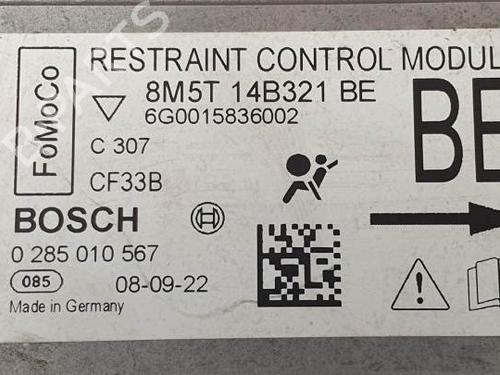 RESTRAINT CONTROL MODUL
FoMoCo
8M5T 14B321 BE
6G0015836002
BE
C 307
CF33B
BOSCH
0 285 010 567
085
08-09-22
Made in Germany